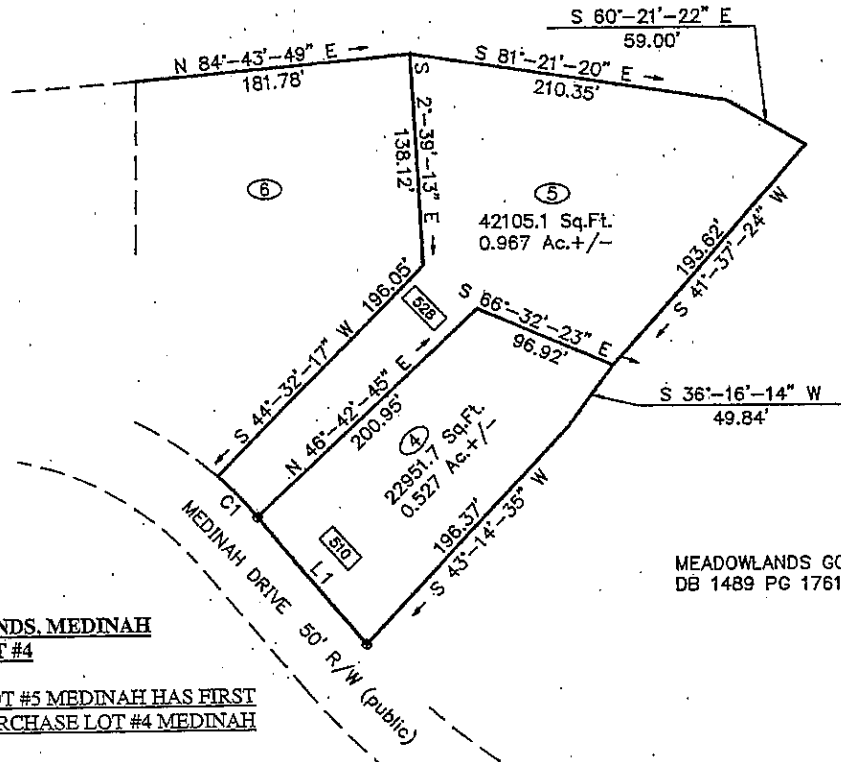 S 60°-21'-22" E
59.00'
N 84°-43'-49" E
181.78'
S 81°-21'-20" E
210.35'
S 2°-39'-13" E
138.12'
6
5
42105.1 Sq.Ft.
0.967 Ac.+/-
193.62'
S 41°-37'-24" W
S 44°-32'-17" W 196.05'
528
S 66°-32'-23" E
96.92'
N 46°-42'-45" E
200.95'
S 36°-16'-14" W
49.84'
4
22951.7 Sq.Ft.
0.527 Ac.+/-
196.37'
S 43°-14'-35" W
C1
510
L1
MEDINAH DRIVE 50' R/W (public)
MEADOWLANDS GO
DB 1489 PG 1761
NDS, MEDINAH
T #4
OT #5 MEDINAH HAS FIRST
RCHASE LOT #4 MEDINAH